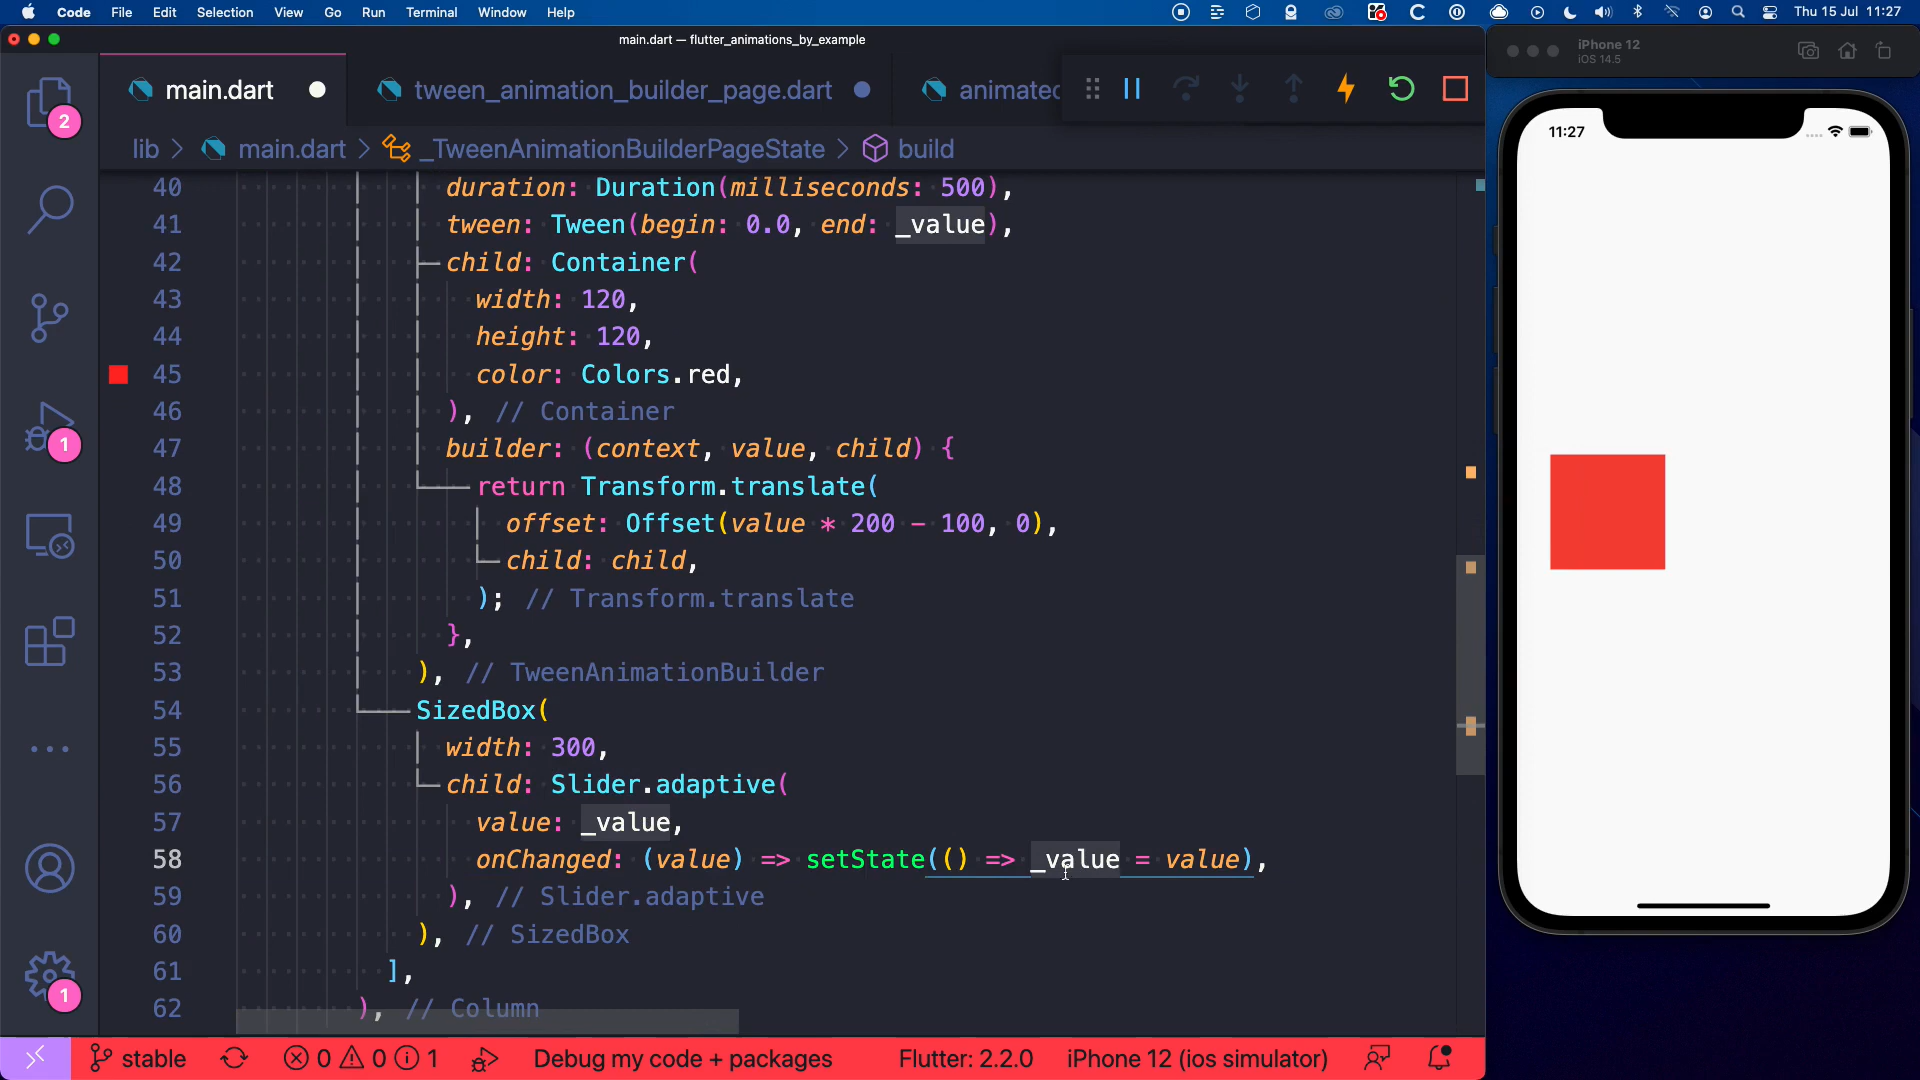 Code File Edit Selection View Go Run Terminal Window Help Thu 15 Jul 11:27
main.dart — flutter_animations_by_example
main.dart tween_animation_builder_page.dart animated
lib > main.dart > _TweenAnimationBuilderPageState > build
40 duration: Duration(milliseconds: 500),
41 tween: Tween(begin: 0.0, end: _value),
42 child: Container(
43 width: 120,
44 height: 120,
45 color: Colors.red,
46 ), // Container
47 builder: (context, value, child) {
48 return Transform.translate(
49 offset: Offset(value * 200 - 100, 0),
50 child: child,
51 ); // Transform.translate
52 },
53 ), // TweenAnimationBuilder
54 SizedBox(
55 width: 300,
56 child: Slider.adaptive(
57 value: _value,
58 onChanged: (value) => setState(() => _value = value),
59 ), // Slider.adaptive
60 ), // SizedBox
61 ],
62 ), // Column
2
1
1
stable 0 0 1 Debug my code + packages Flutter: 2.2.0 iPhone 12 (ios simulator)
iPhone 12
iOS 14.5
11:27